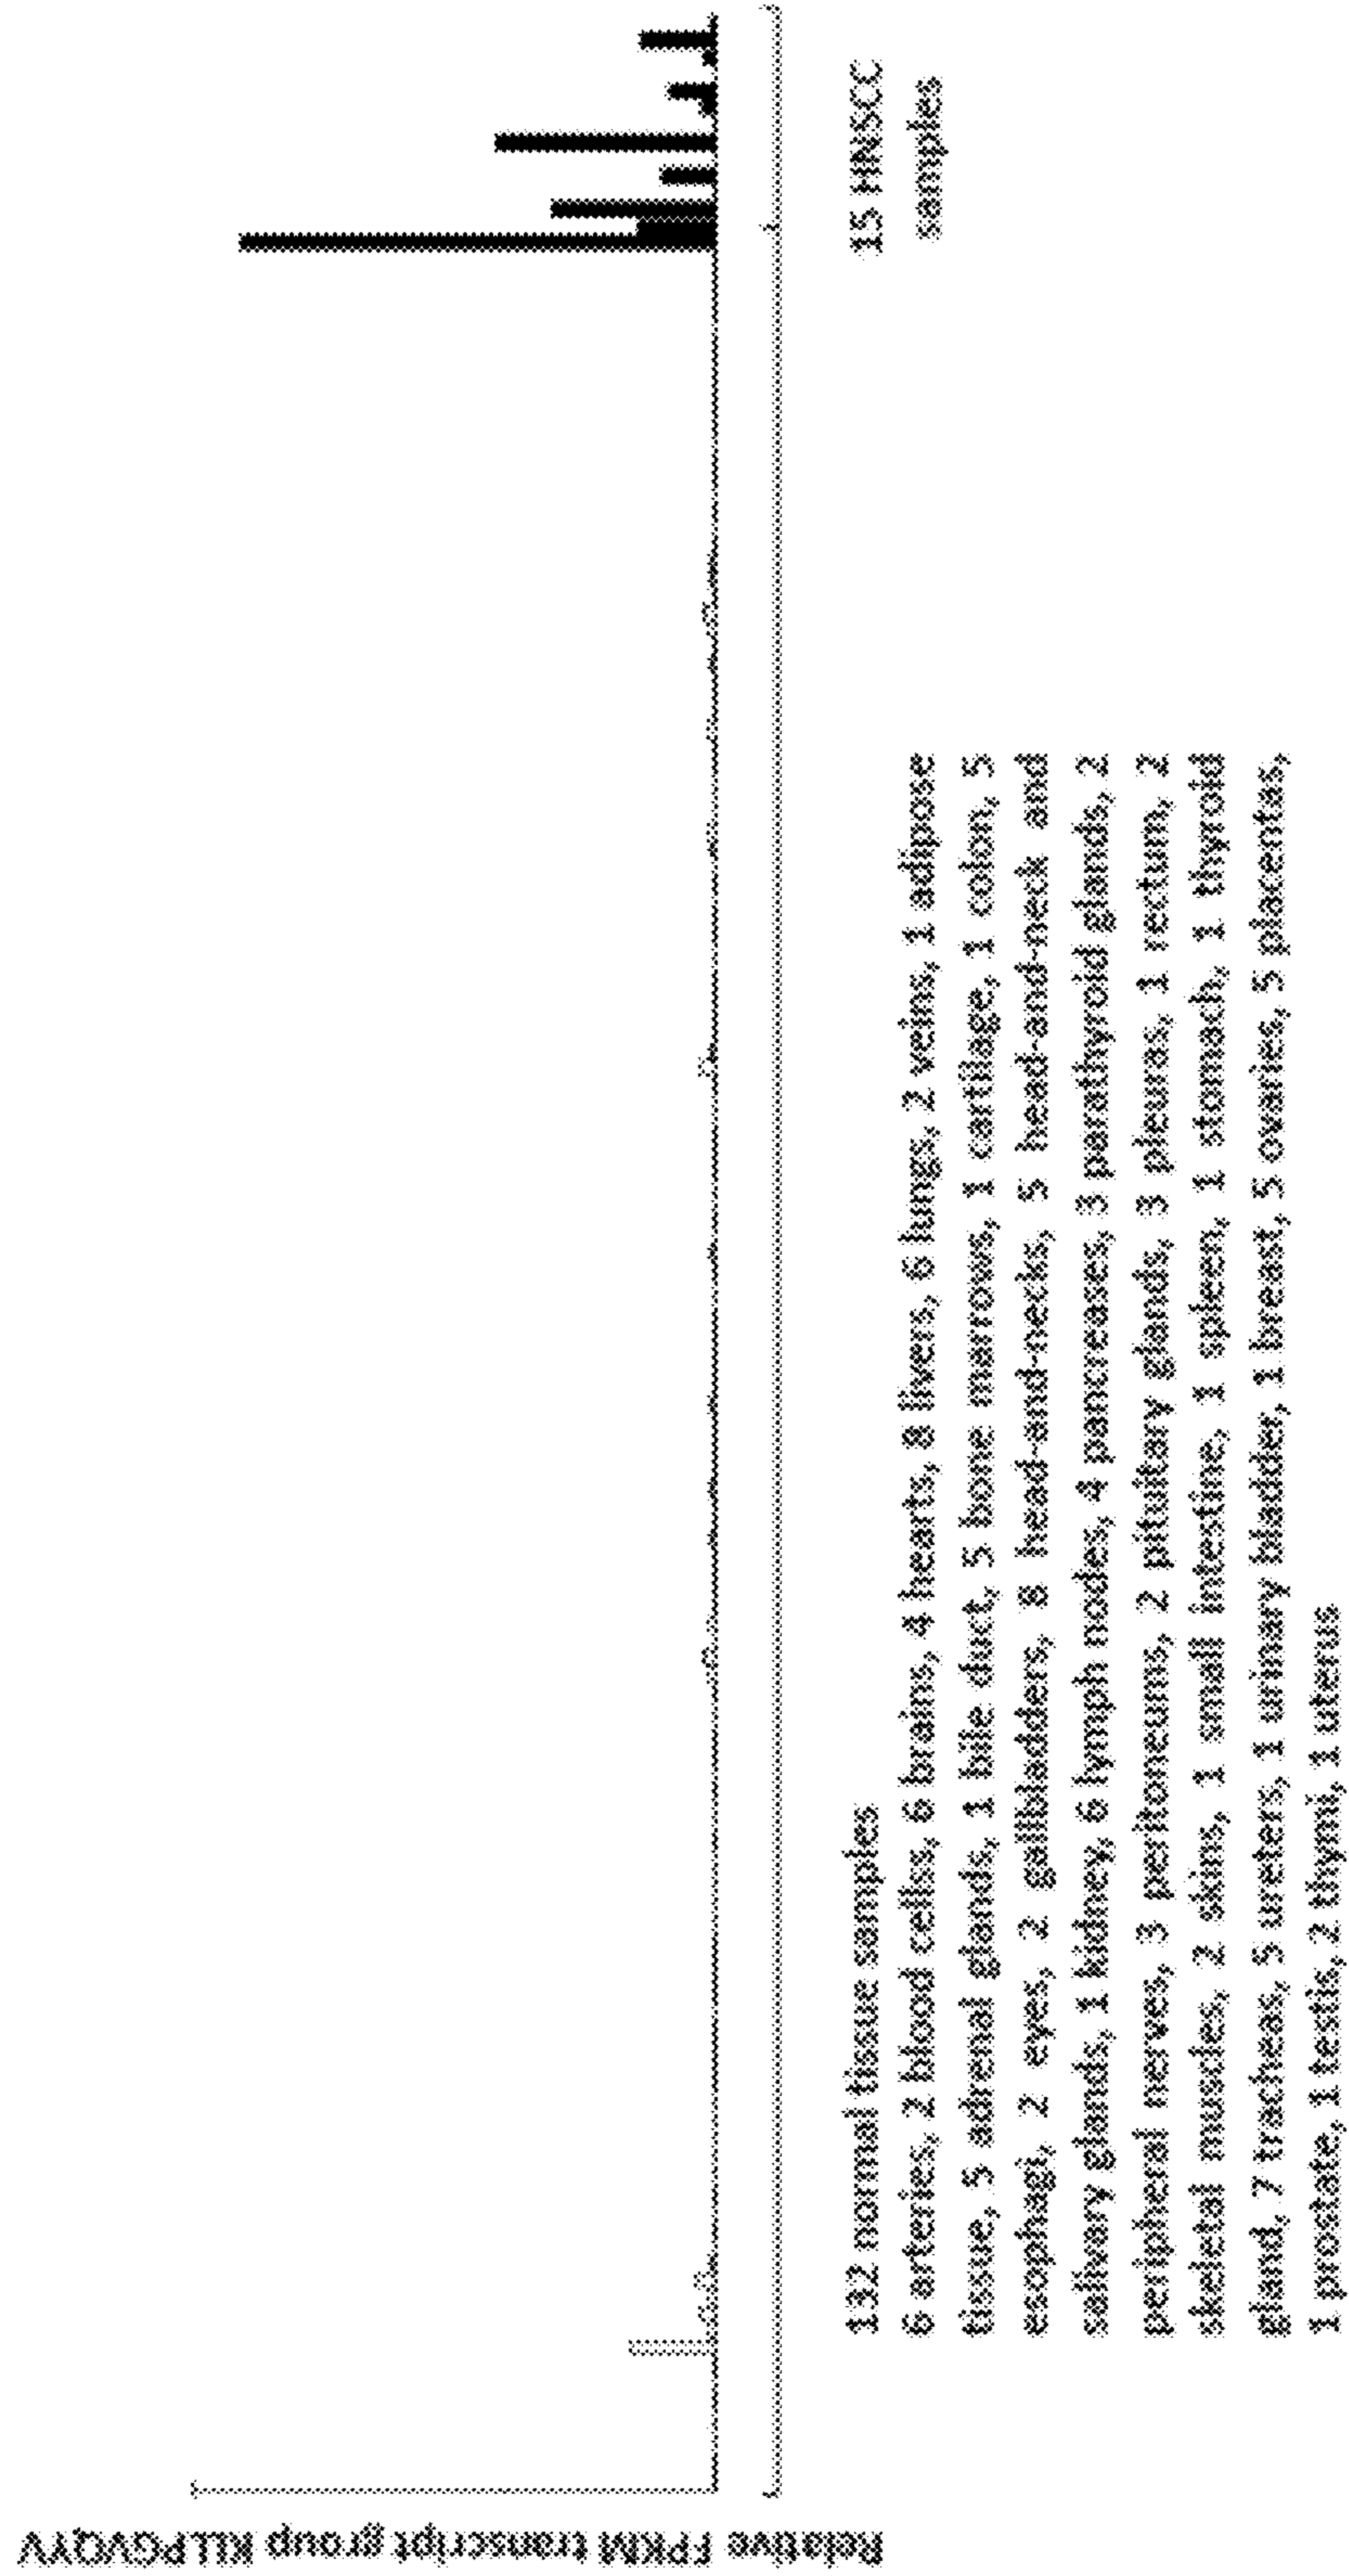 Relative FPKM transcript group KLLPGVQYV
132 normal tissue samples
6 arteries, 2 blood cells, 6 brains, 4 hearts, 8 livers, 6 lungs, 2 veins, 1 adipose
tissue, 5 adrenal glands, 1 bile duct, 5 bone marrows, 1 cartilage, 1 colon, 5
esophagi, 2 eyes, 2 gallbladders, 8 head-and-necks, 5 head-and-neck and
salivary glands, 1 kidney, 6 lymph nodes, 4 pancreases, 3 parathyroid glands, 2
peripheral nerves, 3 peritoneums, 2 pituitary glands, 3 pleuras, 1 rectum, 2
skeletal muscles, 2 skins, 1 small intestine, 1 spleen, 1 stomach, 1 thyroid
gland, 7 tracheas, 5 ureters, 1 urinary bladder, 1 breast, 5 ovaries, 5 placentas,
1 prostate, 1 testis, 2 thymi, 1 uterus
15 HNSCC
samples